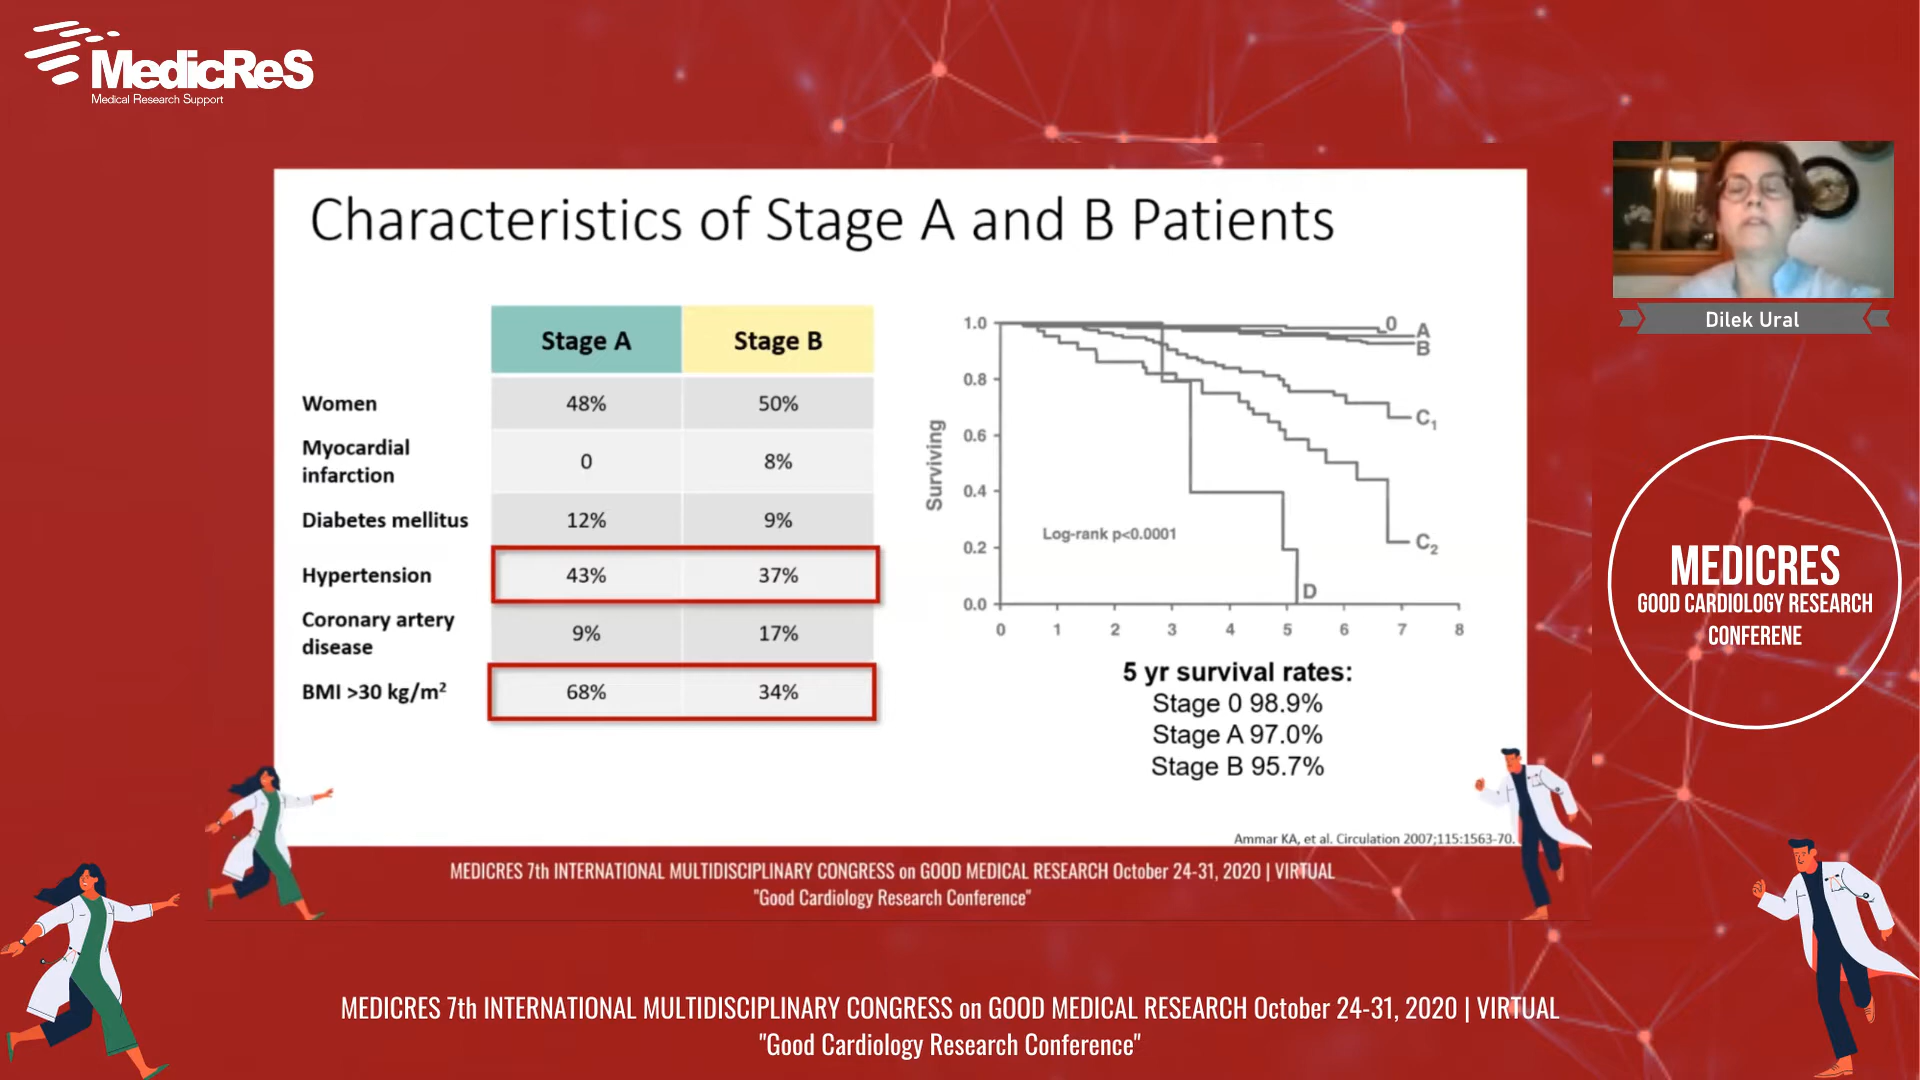 MedicReS
Medical Research Support
Characteristics of Stage A and B Patients
Stage A Stage B
Women 48% 50%
Myocardial
infarction 0 8%
Diabetes mellitus 12% 9%
Hypertension 43% 37%
Coronary artery
disease 9% 17%
BMI >30 kg/m² 68% 34%
Surviving
1.0
0.8
0.6
0.4
0.2
0.0
0 1 2 3 4 5 6 7 8
0
A
B
C₁
C₂
D
Log-rank p<0.0001
5 yr survival rates:
Stage 0 98.9%
Stage A 97.0%
Stage B 95.7%
Ammar KA, et al. Circulation 2007;115:1563-70.
MEDICRES 7th INTERNATIONAL MULTIDISCIPLINARY CONGRESS on GOOD MEDICAL RESEARCH October 24-31, 2020 | VIRTUAL
"Good Cardiology Research Conference"
Dilek Ural
MEDICRES
GOOD CARDIOLOGY RESEARCH
CONFERENE
MEDICRES 7th INTERNATIONAL MULTIDISCIPLINARY CONGRESS on GOOD MEDICAL RESEARCH October 24-31, 2020 | VIRTUAL
"Good Cardiology Research Conference"